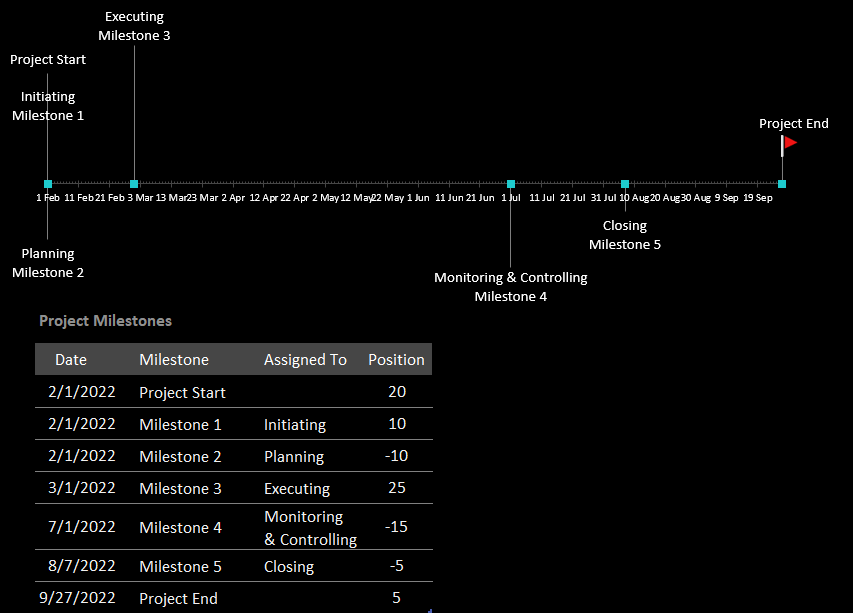 Executing
Milestone 3
Project Start
Initiating
Milestone 1
Project End
1 Feb 11 Feb 21 Feb 3 Mar 13 Mar 23 Mar 2 Apr 12 Apr 22 Apr 2 May 12 May 22 May 1 Jun 11 Jun 21 Jun 1 Jul 11 Jul 21 Jul 31 Jul 10 Aug 20 Aug 30 Aug 9 Sep 19 Sep
Planning
Milestone 2
Closing
Milestone 5
Monitoring & Controlling
Milestone 4
Project Milestones
Date Milestone Assigned To Position
2/1/2022 Project Start 20
2/1/2022 Milestone 1 Initiating 10
2/1/2022 Milestone 2 Planning -10
3/1/2022 Milestone 3 Executing 25
7/1/2022 Milestone 4 Monitoring
& Controlling -15
8/7/2022 Milestone 5 Closing -5
9/27/2022 Project End 5